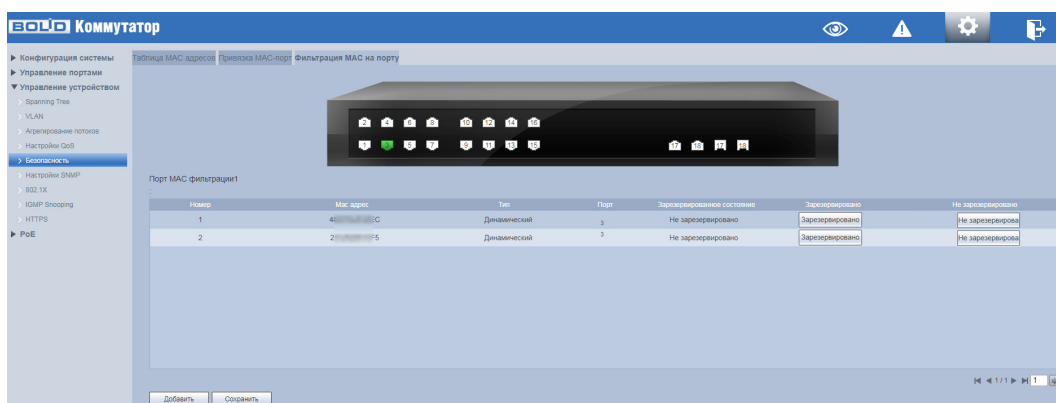 BOLID Коммутатор
Конфигурация системы
Управление портами
Управление устройством
Spanning Tree
VLAN
Агрегирование потоков
Настройки QoS
Безопасность
Настройки SNMP
802.1X
IGMP Snooping
HTTPS
PoE
Таблица MAC адресов Привязка MAC-порт Фильтрация MAC на порту
2 4 6 8 10 12 14 16
1 3 5 7 9 11 13 15 17 18 17 18
Порт MAC фильтрации1
:
Номер Mac адрес Тип Порт Зарезервированное состояние Зарезервировано Не зарезервировано
1 Динамический 3 Не зарезервировано Зарезервировано Не зарезервирова
2 Динамический 3 Не зарезервировано Зарезервировано Не зарезервирова
1 / 1 1
Добавить Сохранить